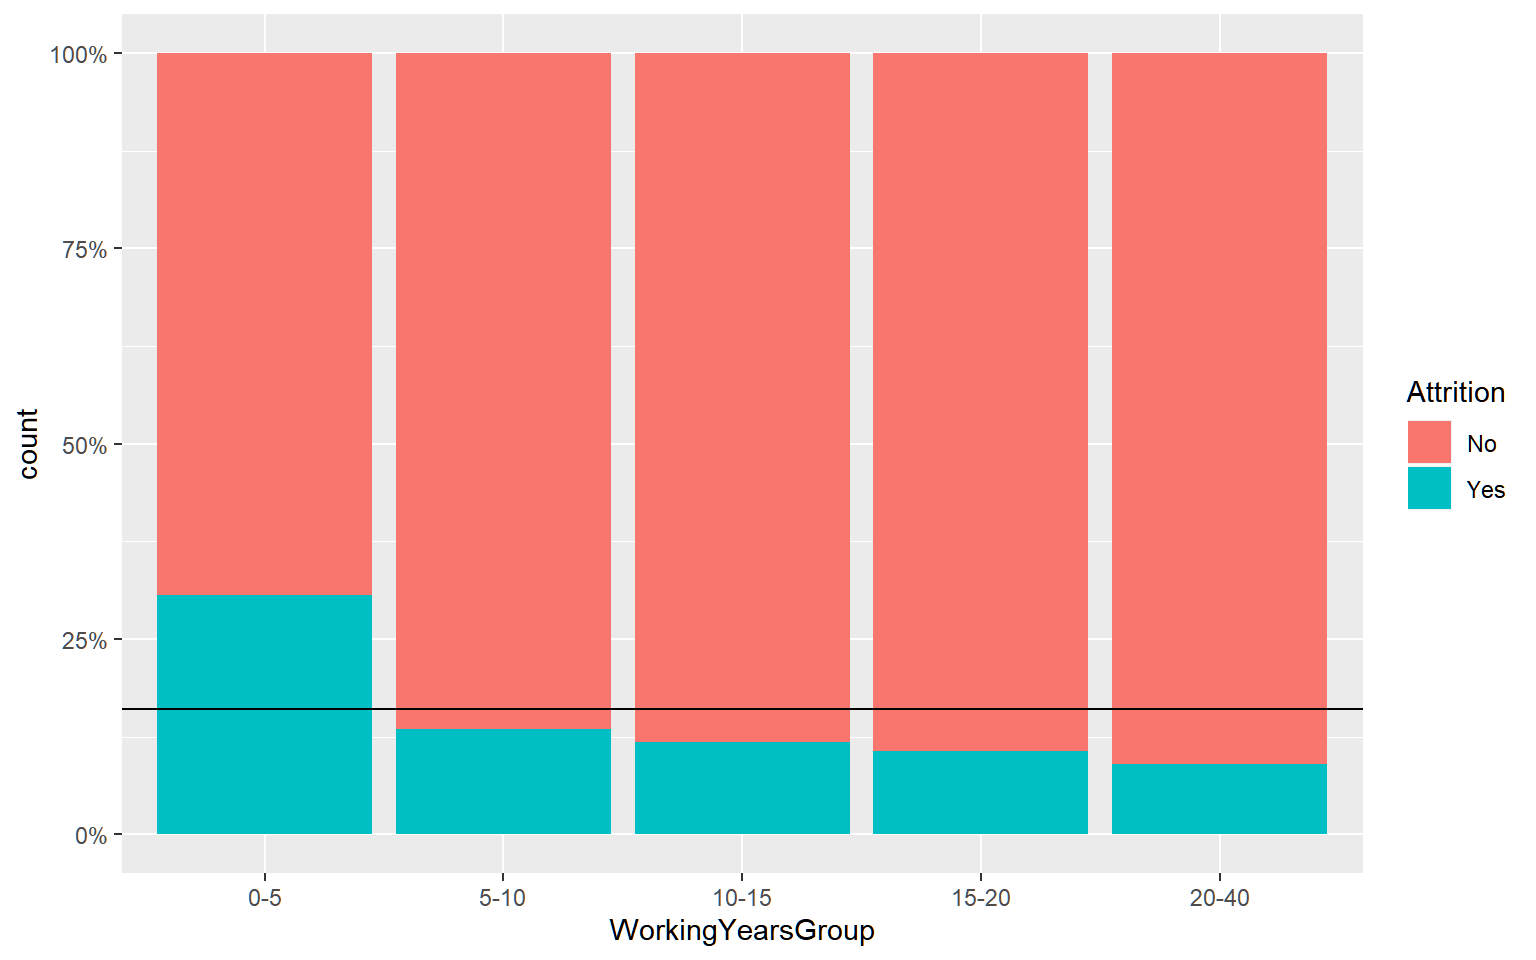 100%
75%
50%
25%
0%
count
0-5
5-10
10-15
15-20
20-40
WorkingYearsGroup
Attrition
No
Yes